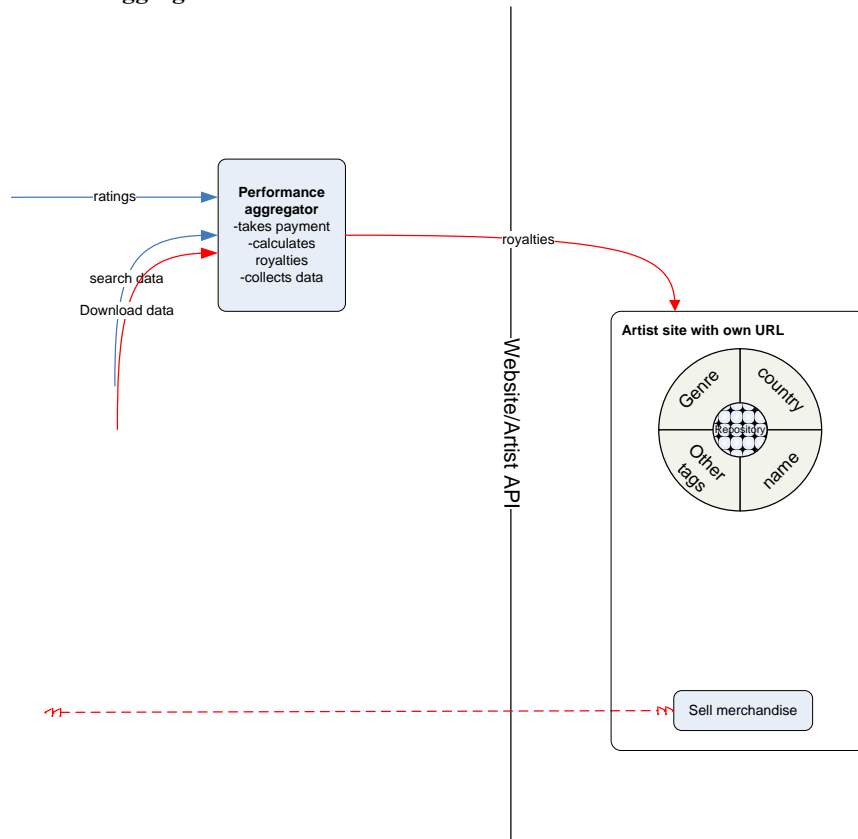 ratings
Performance
aggregator
-takes payment
-calculates
royalties
-collects data
search data
Download data
royalties
Website/Artist API
Artist site with own URL
Genre
country
Repository
Other
tags
name
Sell merchandise